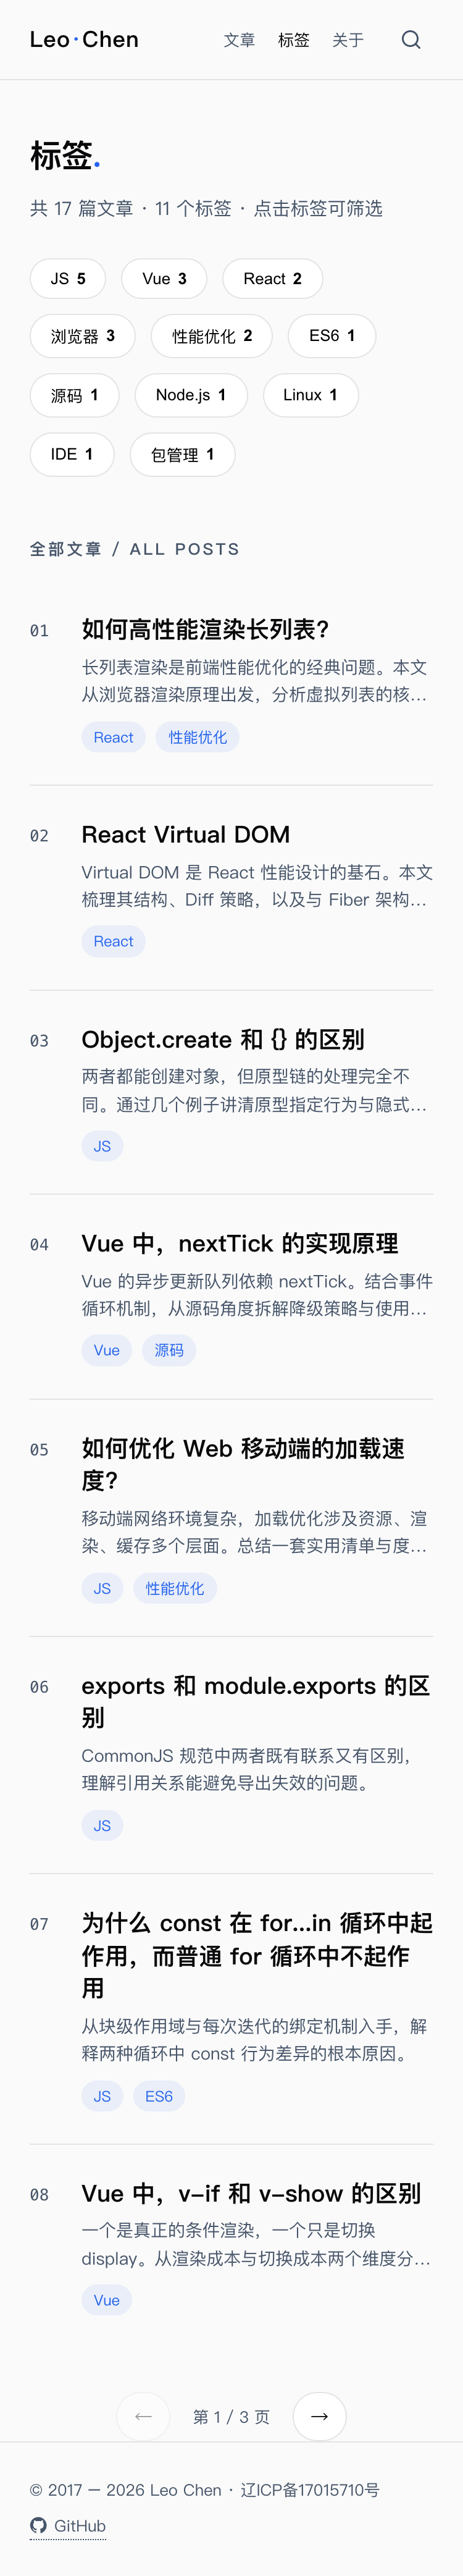 Leo·Chen 文章 标签 关于
标签.
共 17 篇文章 · 11 个标签 · 点击标签可筛选
JS 5 Vue 3 React 2
浏览器 3 性能优化 2 ES6 1
源码 1 Node.js 1 Linux 1
IDE 1 包管理 1
全部文章 / ALL POSTS
01 如何高性能渲染长列表？
长列表渲染是前端性能优化的经典问题。本文
从浏览器渲染原理出发，分析虚拟列表的核…
React 性能优化
02 React Virtual DOM
Virtual DOM 是 React 性能设计的基石。本文
梳理其结构、Diff 策略，以及与 Fiber 架构…
React
03 Object.create 和 {} 的区别
两者都能创建对象，但原型链的处理完全不
同。通过几个例子讲清原型指定行为与隐式…
JS
04 Vue 中，nextTick 的实现原理
Vue 的异步更新队列依赖 nextTick。结合事件
循环机制，从源码角度拆解降级策略与使用…
Vue 源码
05 如何优化 Web 移动端的加载速
度？
移动端网络环境复杂，加载优化涉及资源、渲
染、缓存多个层面。总结一套实用清单与度…
JS 性能优化
06 exports 和 module.exports 的区
别
CommonJS 规范中两者既有联系又有区别，
理解引用关系能避免导出失效的问题。
JS
07 为什么 const 在 for...in 循环中起
作用，而普通 for 循环中不起作
用
从块级作用域与每次迭代的绑定机制入手，解
释两种循环中 const 行为差异的根本原因。
JS ES6
08 Vue 中，v-if 和 v-show 的区别
一个是真正的条件渲染，一个只是切换
display。从渲染成本与切换成本两个维度分…
Vue
← 第 1 / 3 页 →
© 2017 — 2026 Leo Chen · 辽ICP备17015710号
GitHub